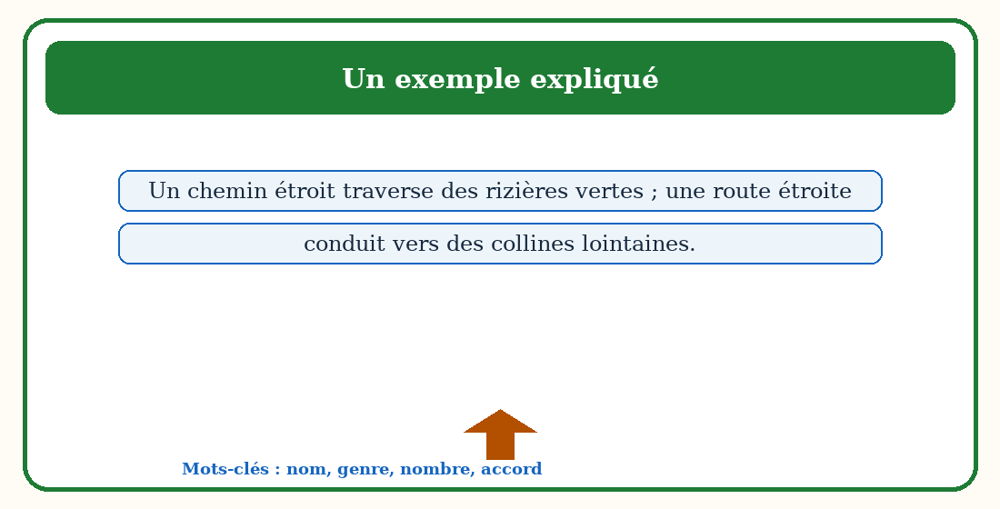 Un exemple expliqué
Un chemin étroit traverse des rizières vertes ; une route étroite
conduit vers des collines lointaines.
Mots-clés : nom, genre, nombre, accord